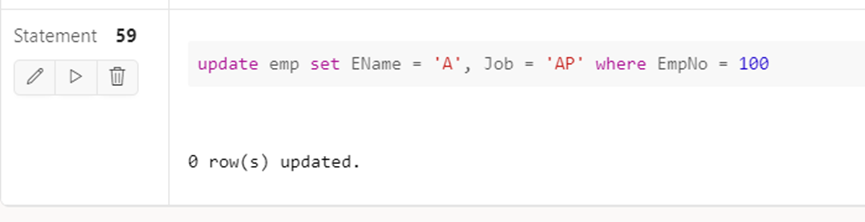 Statement 59
update emp set EName = 'A', Job = 'AP' where EmpNo = 100
0 row(s) updated.